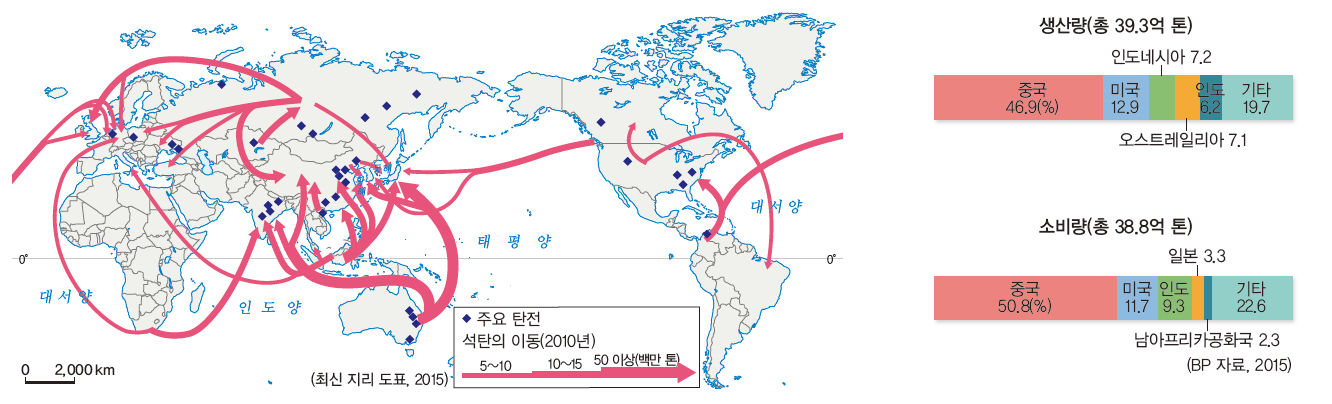 대 서 양
인 도 양
태 평 양
대 서 양
동해
0°
0°
0 2,000 km
(최신 지리 도표, 2015)
주요 탄전
석탄의 이동(2010년)
5～10
10～15
50 이상(백만 톤)
생산량(총 39.3억 톤)
인도네시아 7.2
중국
46.9(%)
미국
12.9
인도
6.2
기타
19.7
오스트레일리아 7.1
소비량(총 38.8억 톤)
일본 3.3
중국
50.8(%)
미국
11.7
인도
9.3
기타
22.6
남아프리카공화국 2.3
(BP 자료, 2015)